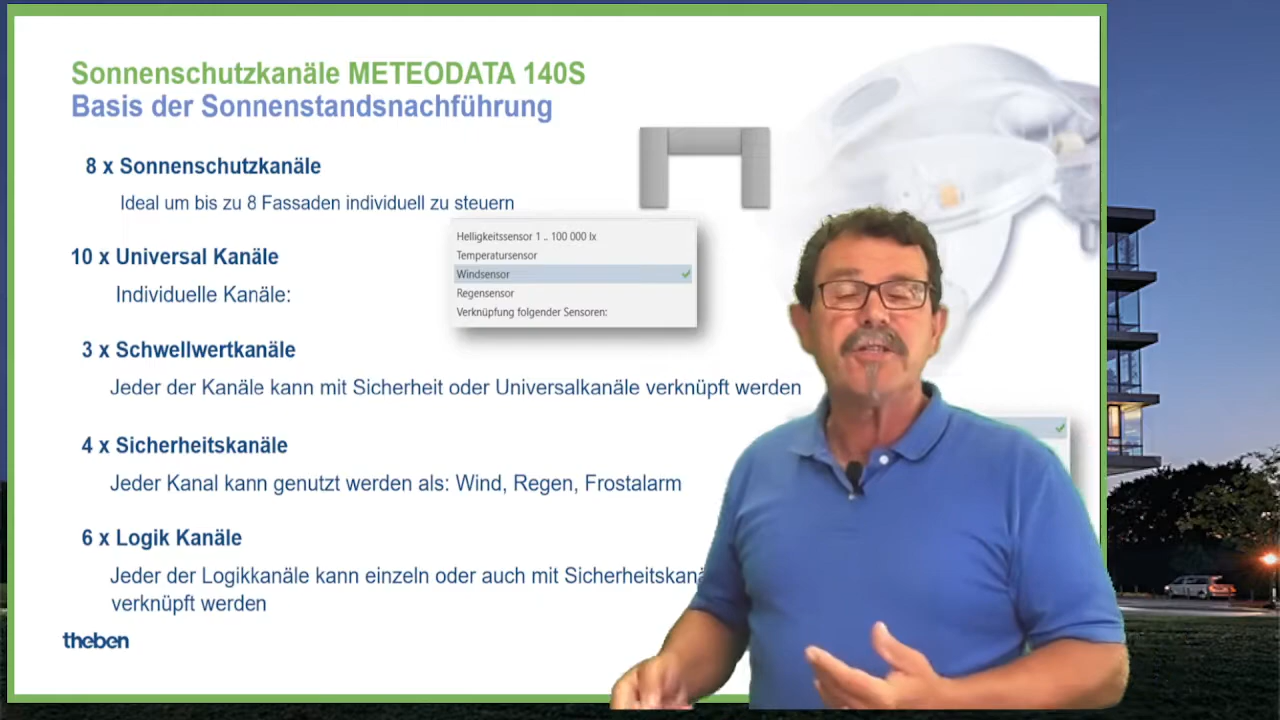 Sonnenschutzkanäle METEODATA 140S
Basis der Sonnenstandsnachführung
8 x Sonnenschutzkanäle
Ideal um bis zu 8 Fassaden individuell zu steuern
10 x Universal Kanäle
Individuelle Kanäle:
Helligkeitssensor 1 .. 100 000 lx
Temperatursensor
Windsensor
Regensensor
Verknüpfung folgender Sensoren:
3 x Schwellwertkanäle
Jeder der Kanäle kann mit Sicherheit oder Universalkanäle verknüpft werden
4 x Sicherheitskanäle
Jeder Kanal kann genutzt werden als: Wind, Regen, Frostalarm
6 x Logik Kanäle
Jeder der Logikkanäle kann einzeln oder auch mit
verknüpft werden
theben